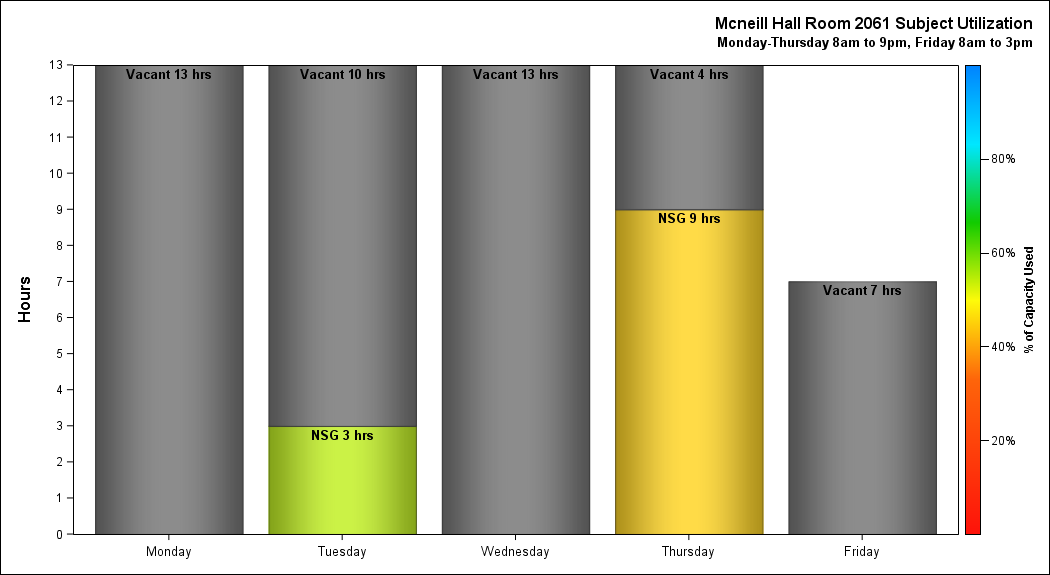 Mcneill Hall Room 2061 Subject Utilization
Monday-Thursday 8am to 9pm, Friday 8am to 3pm
Hours
13
12
11
10
9
8
7
6
5
4
3
2
1
0
Vacant 13 hrs
Vacant 10 hrs
NSG 3 hrs
Vacant 13 hrs
Vacant 4 hrs
NSG 9 hrs
Vacant 7 hrs
Monday
Tuesday
Wednesday
Thursday
Friday
80%
60%
40%
20%
% of Capacity Used